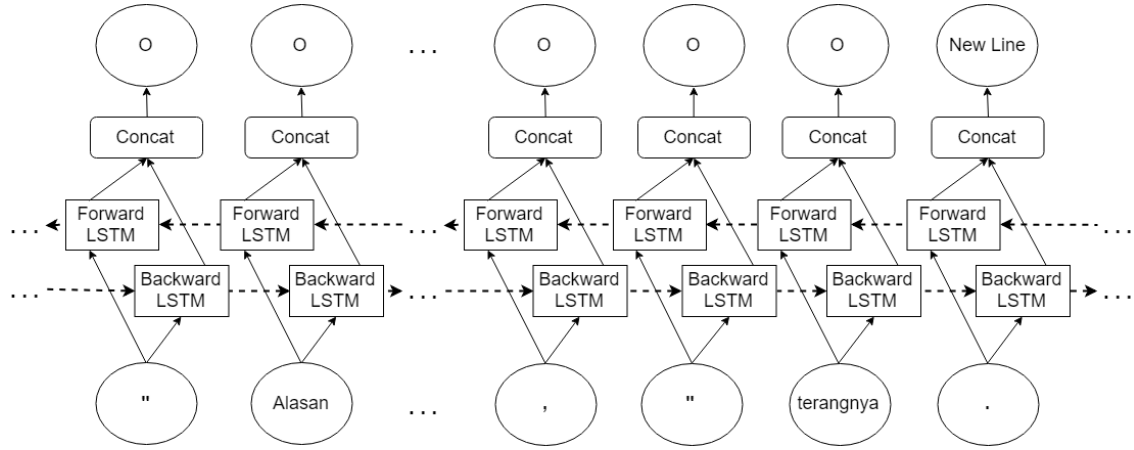 O O ... O O O New Line
Concat Concat Concat Concat Concat Concat
... Forward LSTM Forward LSTM ... Forward LSTM Forward LSTM Forward LSTM Forward LSTM ...
... Backward LSTM Backward LSTM ... Backward LSTM Backward LSTM Backward LSTM Backward LSTM ...
" Alasan ... , " terangnya .